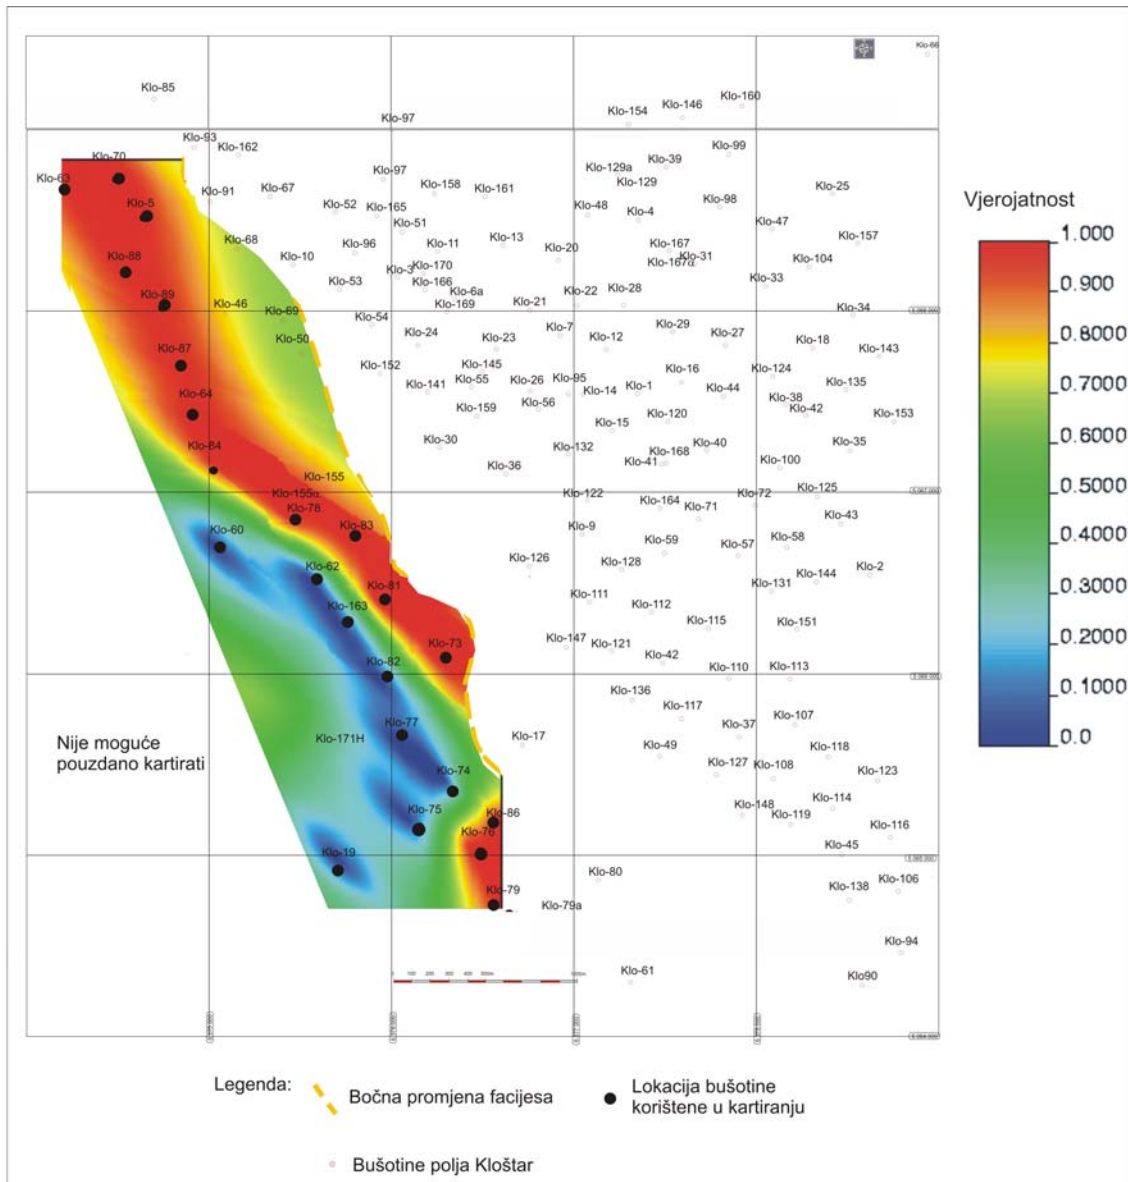 Klo-66
Klo-85
Klo-160
Klo-146
Klo-154
Klo-97
Klo-93
Klo-162
Klo-99
Klo-70
Klo-39
Klo-129a
Klo-63
Klo-97
Klo-129
Klo-91
Klo-67
Klo-158
Klo-161
Klo-25
Klo-5
Klo-52
Klo-165
Klo-48
Klo-4
Klo-98
Vjerojatnost
Klo-51
Klo-47
1.000
Klo-68
Klo-96
Klo-11
Klo-13
Klo-20
Klo-167
Klo-157
Klo-88
Klo-10
Klo-3
Klo-170
Klo-167a
Klo-31
0.9000
Klo-53
Klo-166
Klo-6a
Klo-33
Klo-89
Klo-46
Klo-69
Klo-169
Klo-21
Klo-22
Klo-28
Klo-34
Klo-54
0.8000
Klo-50
Klo-24
Klo-23
Klo-7
Klo-12
Klo-29
Klo-27
Klo-18
Klo-87
Klo-143
Klo-152
Klo-145
Klo-124
0.7000
Klo-141
Klo-55
Klo-26
Klo-95
Klo-14
Klo-1
Klo-16
Klo-44
Klo-135
Klo-64
Klo-159
Klo-56
Klo-38
Klo-42
Klo-153
Klo-15
Klo-120
0.6000
Klo-84
Klo-30
Klo-132
Klo-40
Klo-35
Klo-36
Klo-41
Klo-168
Klo-100
Klo-155
0.5000
Klo-155a
Klo-122
Klo-164
Klo-72
Klo-125
Klo-78
Klo-71
Klo-43
Klo-60
Klo-83
Klo-9
0.4000
Klo-126
Klo-59
Klo-57
Klo-58
Klo-62
Klo-128
Klo-144
Klo-2
Klo-81
Klo-131
0.3000
Klo-163
Klo-111
Klo-112
Klo-115
Klo-151
Klo-73
Klo-147
Klo-121
0.2000
Klo-82
Klo-42
Klo-110
Klo-113
Klo-136
0.1000
Klo-117
Klo-107
Klo-77
Klo-37
0.0
Nije moguće
pouzdano kartirati
Klo-171H
Klo-17
Klo-49
Klo-118
Klo-74
Klo-127
Klo-108
Klo-123
Klo-75
Klo-86
Klo-148
Klo-119
Klo-114
Klo-76
Klo-116
Klo-19
Klo-45
Klo-80
Klo-138
Klo-106
Klo-79
Klo-79a
Klo-94
Klo-61
Klo90
Legenda:
Bočna promjena facijesa
Lokacija bušotine
korištene u kartiranju
Bušotine polja Kloštar